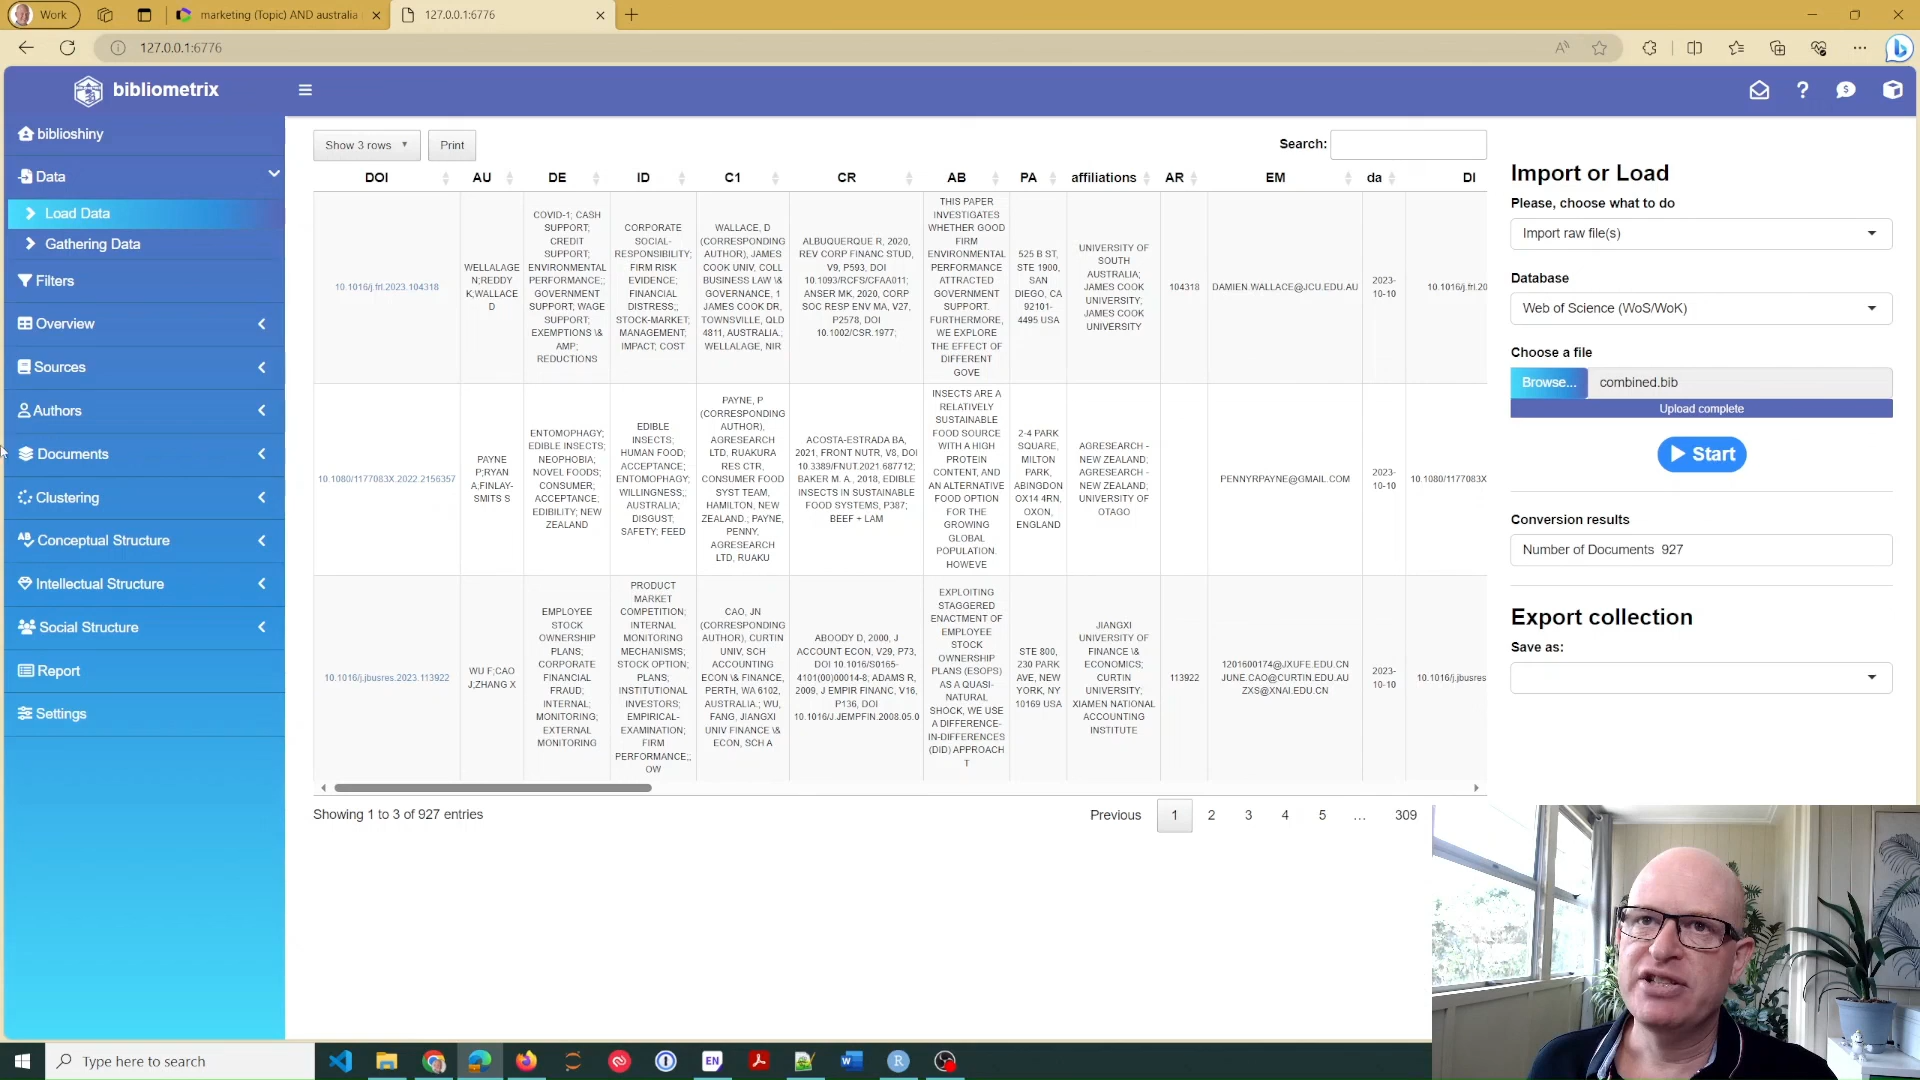 Work
marketing (Topic) AND australia
127.0.0.1:6776
127.0.0.1:6776
bibliometrix
biblioshiny
Data
Load Data
Gathering Data
Filters
Overview
Sources
Authors
Documents
Clustering
Conceptual Structure
Intellectual Structure
Social Structure
Report
Settings
Show 3 rows
Print
Search:
DOI AU DE ID C1 CR AB PA affiliations AR EM da DI
10.1016/j.frl.2023.104318
WELLALAGE
N;REDDY
K;WALLACE
D
COVID-1; CASH
SUPPORT;
CREDIT
SUPPORT;
ENVIRONMENTAL
PERFORMANCE;;
GOVERNMENT
SUPPORT; WAGE
SUPPORT;
EXEMPTIONS \&
AMP;
REDUCTIONS
CORPORATE
SOCIAL-
RESPONSIBILITY;
FIRM RISK
EVIDENCE;
FINANCIAL
DISTRESS;;
STOCK-MARKET;
MANAGEMENT;
IMPACT; COST
WALLACE, D
(CORRESPONDING
AUTHOR), JAMES
COOK UNIV, COLL
BUSINESS LAW \&
GOVERNANCE, 1
JAMES COOK DR,
TOWNSVILLE, QLD
4811, AUSTRALIA.;
WELLALAGE, NIR
ALBUQUERQUE R, 2020,
REV CORP FINANC STUD,
V9, P593, DOI
10.1093/RCFS/CFAA011;
ANSER MK, 2020, CORP
SOC RESP ENV MA, V27,
P2578, DOI
10.1002/CSR.1977;
THIS PAPER
INVESTIGATES
WHETHER GOOD
FIRM
ENVIRONMENTAL
PERFORMANCE
ATTRACTED
GOVERNMENT
SUPPORT.
FURTHERMORE,
WE EXPLORE
THE EFFECT OF
DIFFERENT
GOVE
525 B ST,
STE 1900,
SAN
DIEGO, CA
92101-
4495 USA
UNIVERSITY OF
SOUTH
AUSTRALIA;
JAMES COOK
UNIVERSITY;
JAMES COOK
UNIVERSITY
104318
DAMIEN.WALLACE@JCU.EDU.AU
2023-
10-10
10.1016/j.frl.20
10.1080/1177083X.2022.2156357
PAYNE
P;RYAN
A;FINLAY-
SMITS S
ENTOMOPHAGY;
EDIBLE INSECTS;
NEOPHOBIA;
NOVEL FOODS;
CONSUMER;
ACCEPTANCE;
EDIBILITY; NEW
ZEALAND
EDIBLE
INSECTS;
HUMAN FOOD;
ACCEPTANCE;
ENTOMOPHAGY;
WILLINGNESS;;
AUSTRALIA;
DISGUST;
SAFETY; FEED
PAYNE, P
(CORRESPONDING
AUTHOR),
AGRESEARCH
LTD, RUAKURA
RES CTR,
CONSUMER FOOD
SYST TEAM,
HAMILTON, NEW
ZEALAND.; PAYNE,
PENNY,
AGRESEARCH
LTD, RUAKU
ACOSTA-ESTRADA BA,
2021, FRONT NUTR, V8, DOI
10.3389/FNUT.2021.687712;
BAKER M. A., 2018, EDIBLE
INSECTS IN SUSTAINABLE
FOOD SYSTEMS, P387;
BEEF + LAM
INSECTS ARE A
RELATIVELY
SUSTAINABLE
FOOD SOURCE
WITH A HIGH
PROTEIN
CONTENT, AND
AN ALTERNATIVE
FOOD OPTION
FOR THE
GROWING
GLOBAL
POPULATION.
HOWEVE
2-4 PARK
SQUARE,
MILTON
PARK,
ABINGDON
OX14 4RN,
OXON,
ENGLAND
AGRESEARCH -
NEW ZEALAND;
AGRESEARCH -
NEW ZEALAND;
UNIVERSITY OF
OTAGO
PENNYRPAYNE@GMAIL.COM
2023-
10-10
10.1080/1177083X
10.1016/j.jbusres.2023.113922
WU F;CAO
J;ZHANG X
EMPLOYEE
STOCK
OWNERSHIP
PLANS;
CORPORATE
FINANCIAL
FRAUD;
INTERNAL
MONITORING;
EXTERNAL
MONITORING
PRODUCT
MARKET
COMPETITION;
INTERNAL
MONITORING
MECHANISMS;
STOCK OPTION;
PLANS;
INSTITUTIONAL
INVESTORS;
EMPIRICAL-
EXAMINATION;
FIRM
PERFORMANCE;;
OW
CAO, JN
(CORRESPONDING
AUTHOR), CURTIN
UNIV, SCH
ACCOUNTING
ECON \& FINANCE,
PERTH, WA 6102,
AUSTRALIA.; WU,
FANG, JIANGXI
UNIV FINANCE \&
ECON, SCH A
ABOODY D, 2000, J
ACCOUNT ECON, V29, P73,
DOI 10.1016/S0165-
4101(00)00014-8; ADAMS R,
2009, J EMPIR FINANC, V16,
P136, DOI
10.1016/J.JEMPFIN.2008.05.0
EXPLOITING
STAGGERED
ENACTMENT OF
EMPLOYEE
STOCK
OWNERSHIP
PLANS (ESOPS)
AS A QUASI-
NATURAL
SHOCK, WE USE
A DIFFERENCE-
IN-DIFFERENCES
(DID) APPROACH
T
STE 800,
230 PARK
AVE, NEW
YORK, NY
10169 USA
JIANGXI
UNIVERSITY OF
FINANCE \&
ECONOMICS;
CURTIN
UNIVERSITY;
XIAMEN NATIONAL
ACCOUNTING
INSTITUTE
113922
1201600174@JXUFE.EDU.CN
JUNE.CAO@CURTIN.EDU.AU
ZXS@XNAI.EDU.CN
2023-
10-10
10.1016/j.jbusres
Showing 1 to 3 of 927 entries
Previous 1 2 3 4 5 … 309
Import or Load
Please, choose what to do
Import raw file(s)
Database
Web of Science (WoS/WoK)
Choose a file
Browse... combined.bib
Upload complete
Start
Conversion results
Number of Documents 927
Export collection
Save as:
Type here to search
EN
W
R